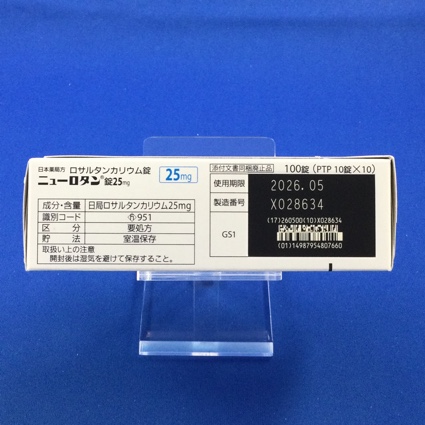 日本薬局方 ロサルタンカリウム錠
ニューロタン®錠25mg
25mg
成分・含量 日局ロサルタンカリウム25mg
識別コード 951
区分 要処方
貯法 室温保存
取扱い上の注意
開封後は湿気を避けて保存すること。
添付文書同梱廃止品
100錠（PTP 10錠×10）
使用期限 2026.05
製造番号 X028634
(17)260500(10)X028634
GS1
(01)14987954807660